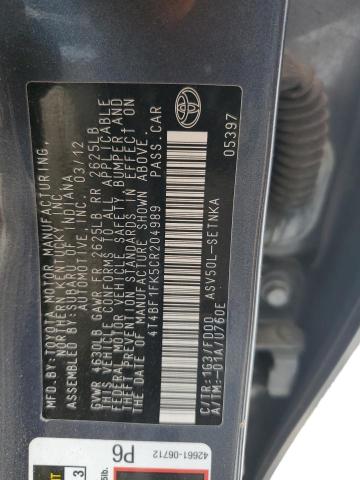 MFD.BY:TOYOTA MOTOR MANUFACTURING,
NORTHERN KENTUCKY, INC.
ASSEMBLED BY: SUBARU OF INDIANA
AUTOMOTIVE, INC. 03/12
GVWR 4630LB GAWR FR 2625LB RR 2625LB
THIS VEHICLE CONFORMS TO ALL APPLICABLE
FEDERAL MOTOR VEHICLE SAFETY, BUMPER, AND
THEFT PREVENTION STANDARDS IN EFFECT ON
THE DATE OF MANUFACTURE SHOWN ABOVE.
4T4BF1FK5CR204989 PASS.CAR
TOYOTA
05397
C/TR:1G3/FD00 ASV50L-SETNKA
A/TM:-01A/U760E
42661-06712
P6
3